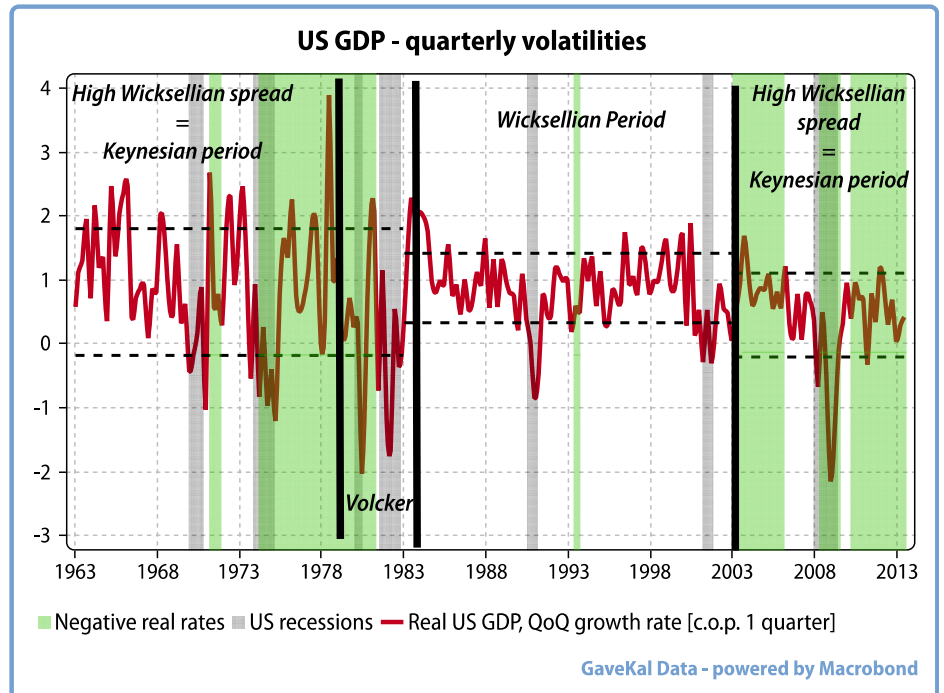 US GDP - quarterly volatilities
High Wicksellian spread
=
Keynesian period
Wicksellian Period
High Wicksellian
spread
=
Keynesian period
Volcker
4
3
2
1
0
-1
-2
-3
1963 1968 1973 1978 1983 1988 1993 1998 2003 2008 2013
Negative real rates US recessions Real US GDP, QoQ growth rate [c.o.p. 1 quarter]
GaveKal Data - powered by Macrobond